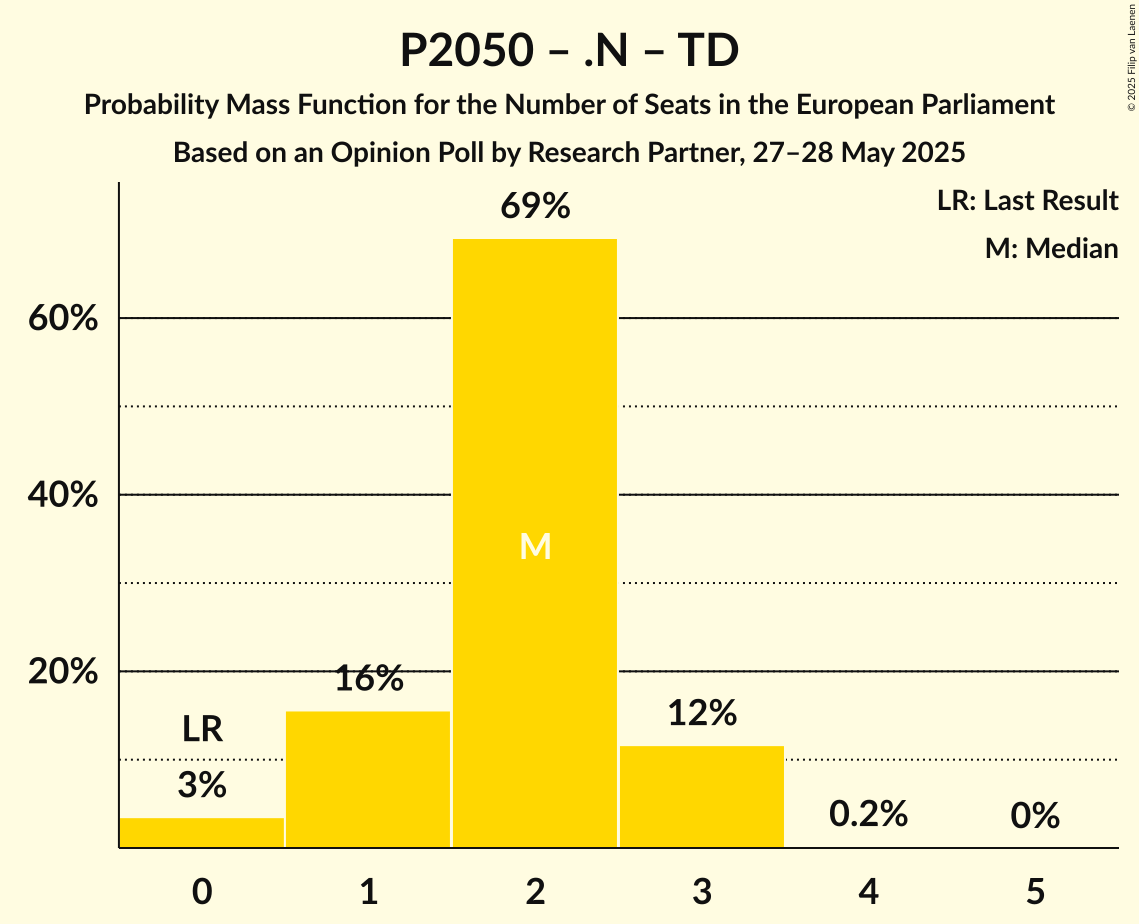 P2050 – .N – TD
Probability Mass Function for the Number of Seats in the European Parliament
Based on an Opinion Poll by Research Partner, 27–28 May 2025
© 2025 Filip van Laenen
LR: Last Result
M: Median
69%
60%
40%
M
20%
16%
12%
LR
3%
0.2%
0%
0 1 2 3 4 5